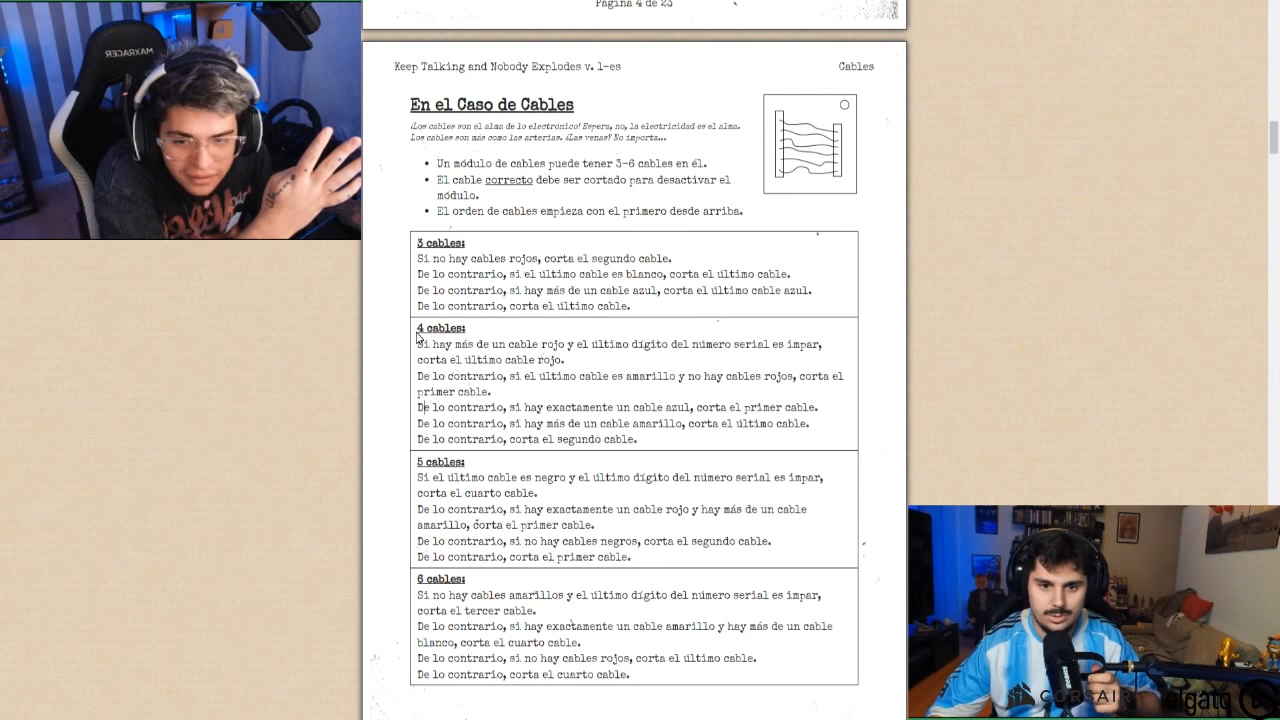 Página 4 de 23
MAXRACER
Keep Talking and Nobody Explodes v. 1-es
Cables
En el Caso de Cables
¡Los cables son el alma de lo electrónico! Espera, no, la electricidad es el alma.
Los cables son más como las arterias. ¿Las venas? No importa...
• Un módulo de cables puede tener 3-6 cables en él.
• El cable correcto debe ser cortado para desactivar el
módulo.
• El orden de cables empieza con el primero desde arriba.
3 cables:
Si no hay cables rojos, corta el segundo cable.
De lo contrario, si el último cable es blanco, corta el último cable.
De lo contrario, si hay más de un cable azul, corta el último cable azul.
De lo contrario, corta el último cable.
4 cables:
Si hay más de un cable rojo y el último dígito del número serial es impar,
corta el último cable rojo.
De lo contrario, si el último cable es amarillo y no hay cables rojos, corta el
primer cable.
De lo contrario, si hay exactamente un cable azul, corta el primer cable.
De lo contrario, si hay más de un cable amarillo, corta el último cable.
De lo contrario, corta el segundo cable.
5 cables:
Si el último cable es negro y el último dígito del número serial es impar,
corta el cuarto cable.
De lo contrario, si hay exactamente un cable rojo y hay más de un cable
amarillo, corta el primer cable.
De lo contrario, si no hay cables negros, corta el segundo cable.
De lo contrario, corta el primer cable.
6 cables:
Si no hay cables amarillos y el último dígito del número serial es impar,
corta el tercer cable.
De lo contrario, si hay exactamente un cable amarillo y hay más de un cable
blanco, corta el cuarto cable.
De lo contrario, si no hay cables rojos, corta el último cable.
De lo contrario, corta el cuarto cable.
CORSAIR
elgato